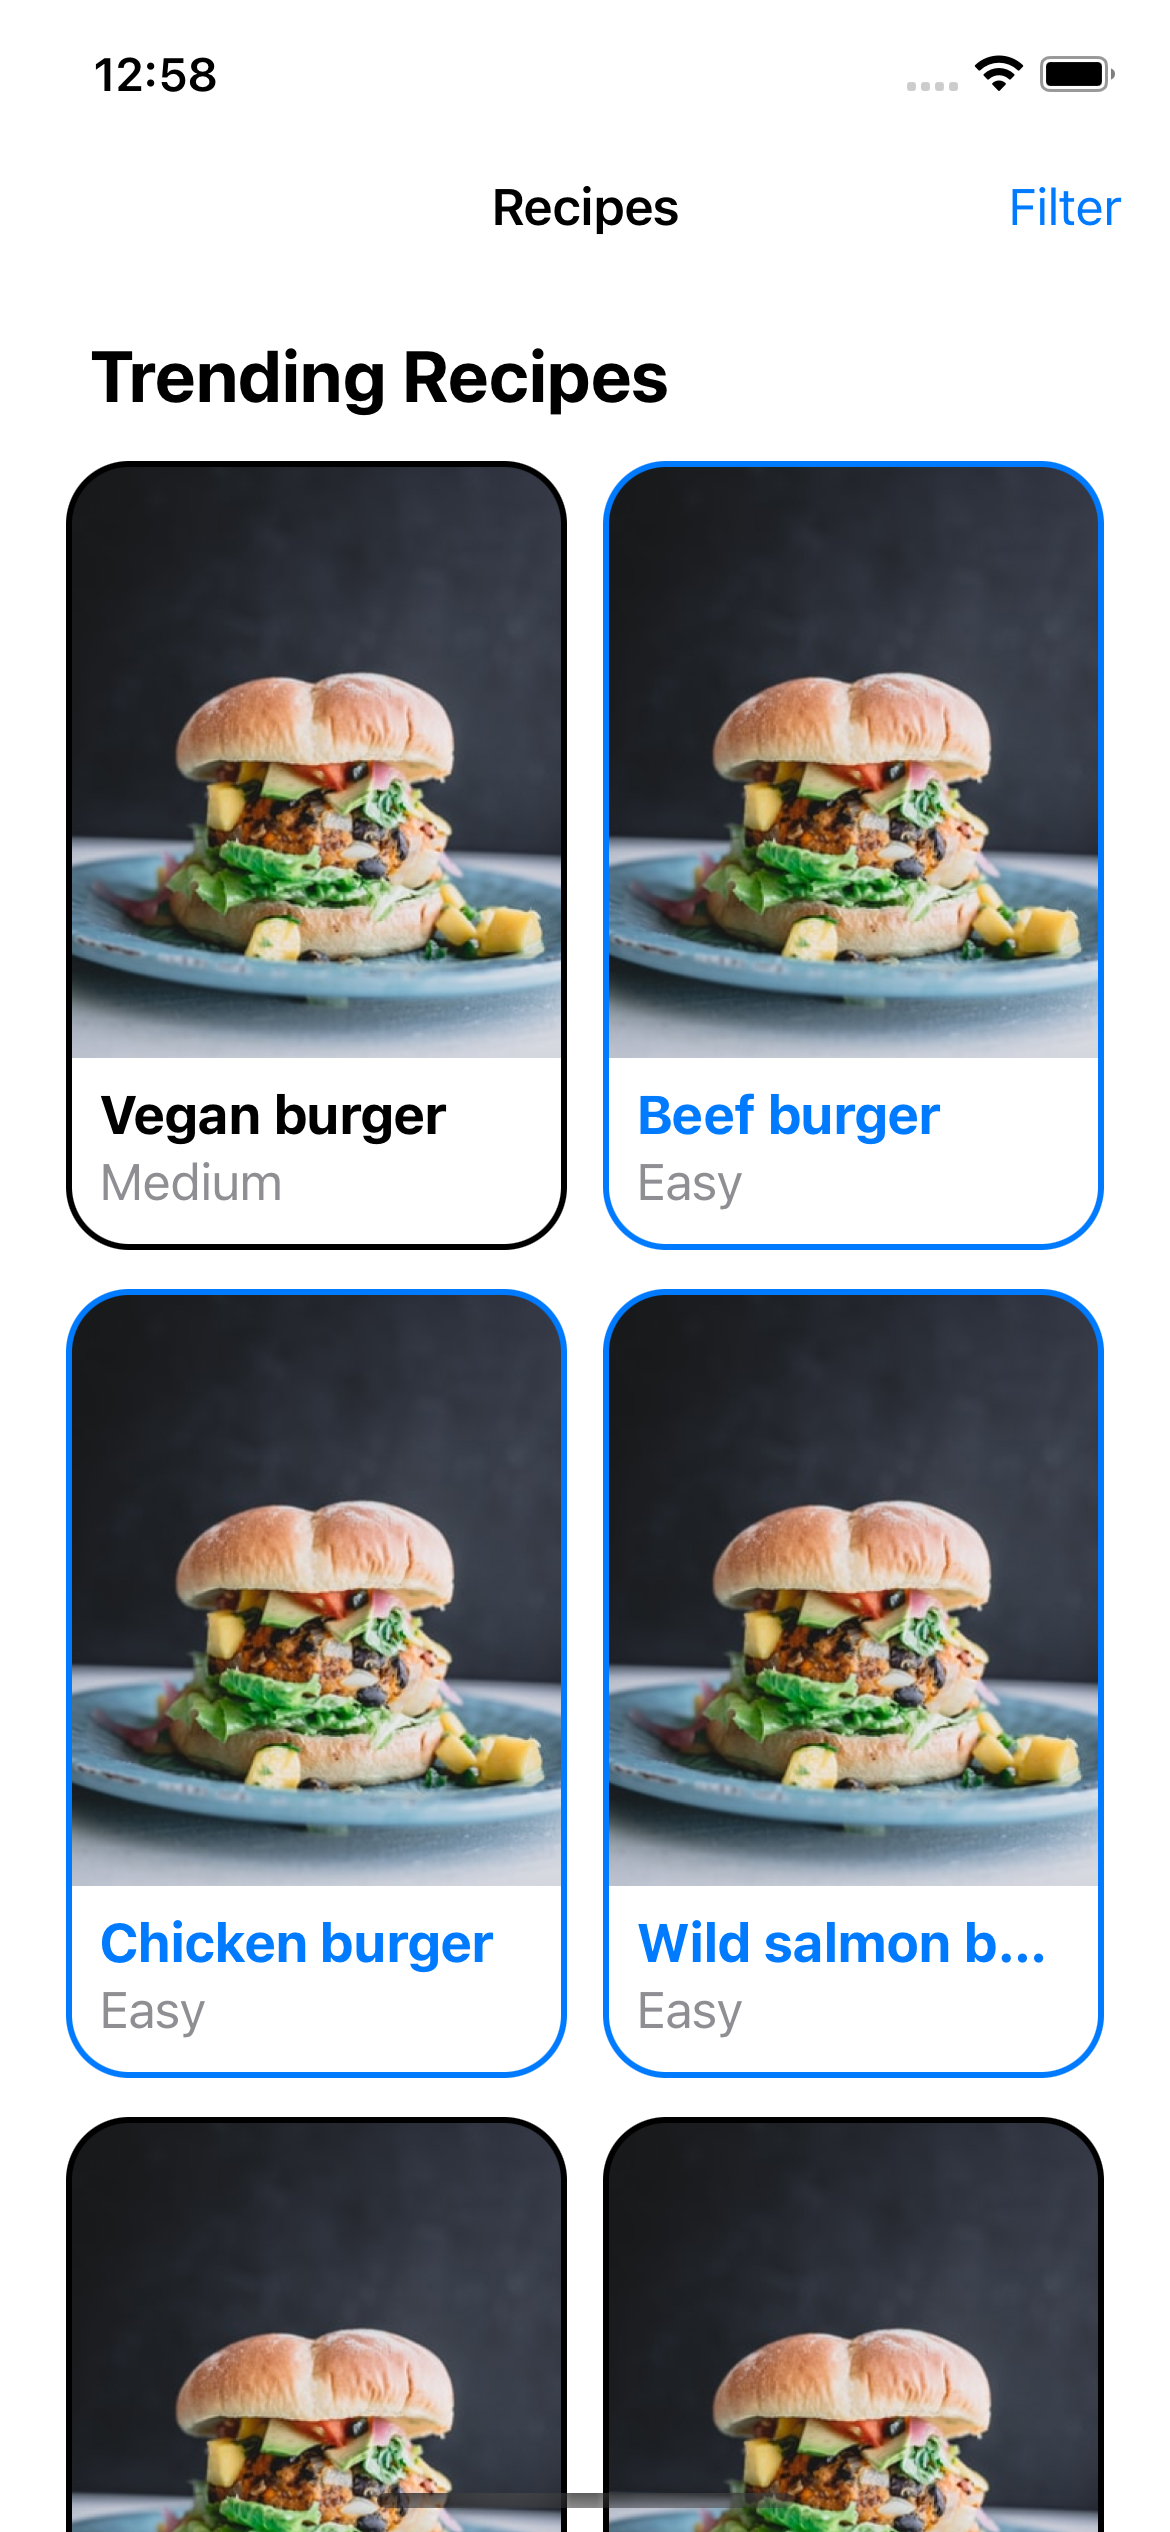 12:58
Recipes
Filter
Trending Recipes
Vegan burger
Medium
Beef burger
Easy
Chicken burger
Easy
Wild salmon b...
Easy